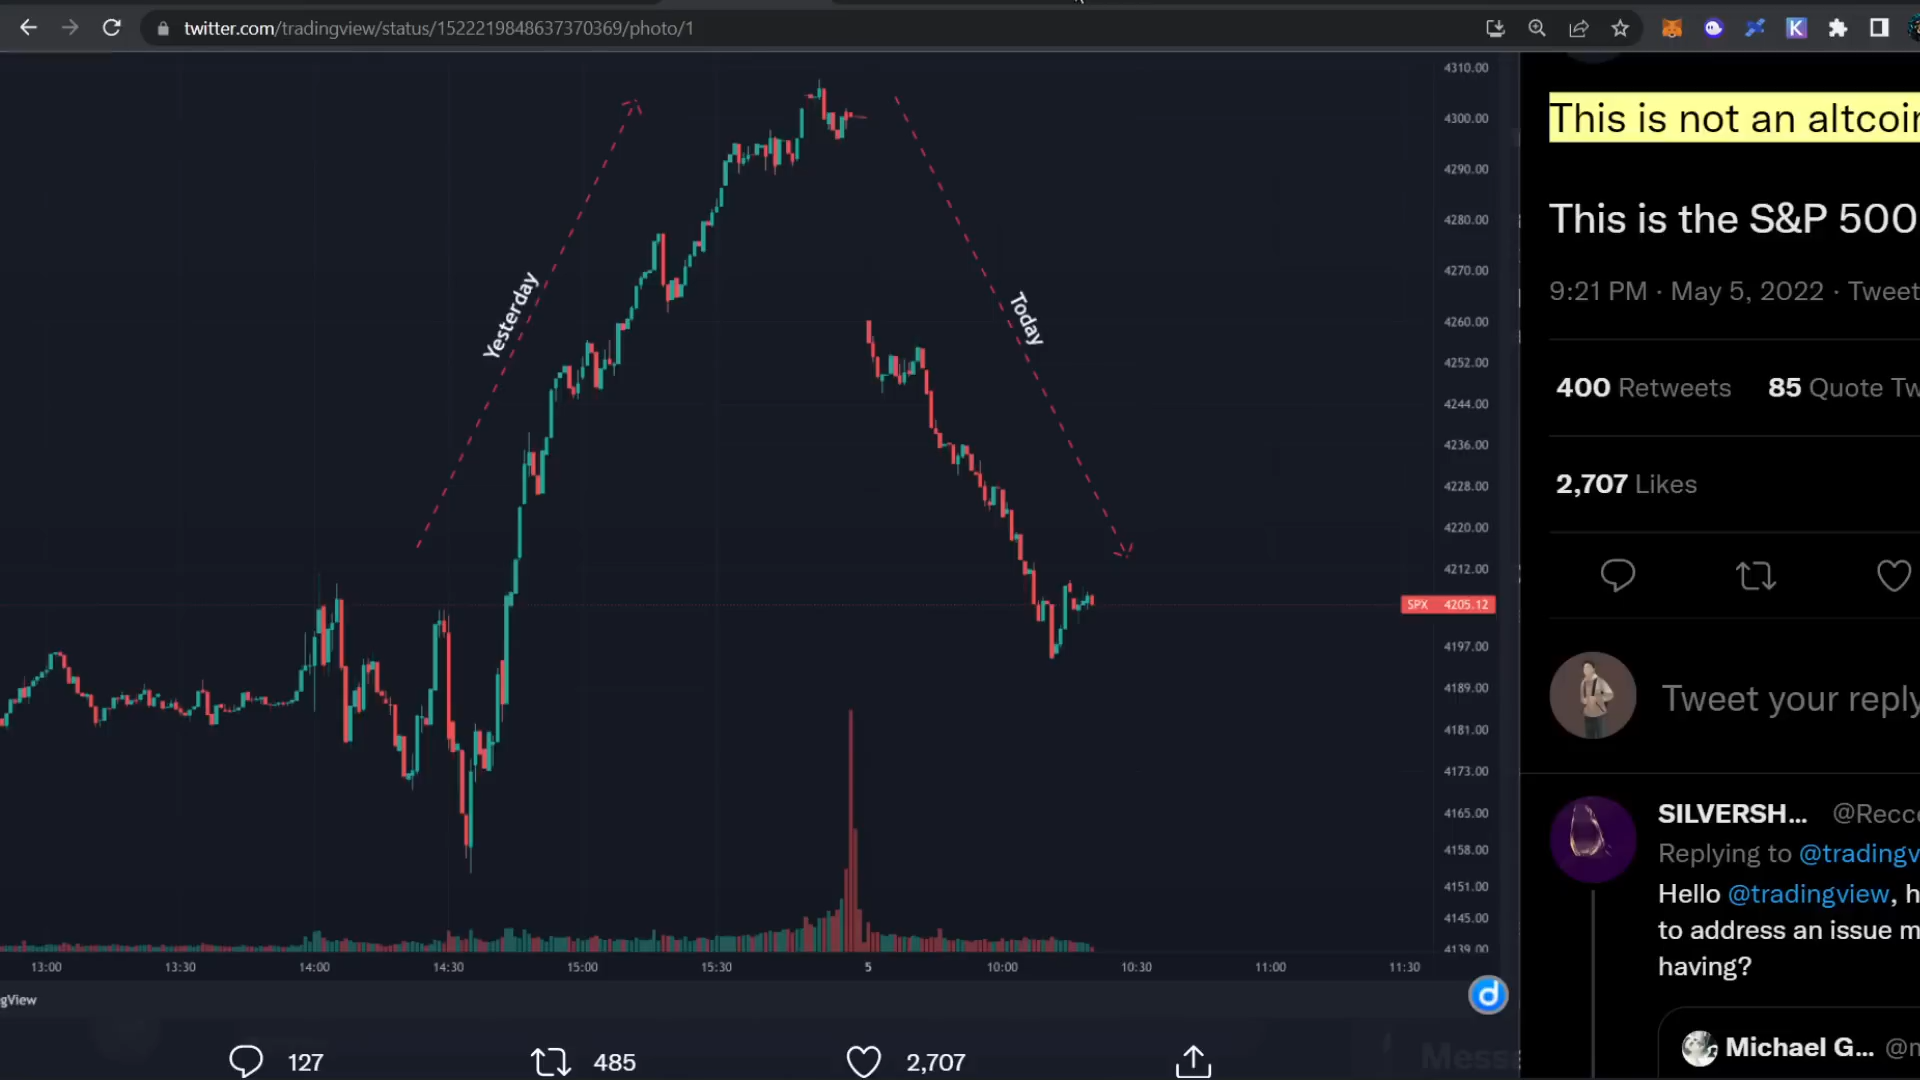 twitter.com/tradingview/status/1522219848637370369/photo/1
K
4310.00
4300.00
4290.00
4280.00
4270.00
4260.00
4252.00
4244.00
4236.00
4228.00
4220.00
4212.00
SPX 4205.12
4197.00
4189.00
4181.00
4173.00
4165.00
4158.00
4151.00
4145.00
4139.00
Yesterday
Today
13:00 13:30 14:00 14:30 15:00 15:30 5 10:00 10:30 11:00 11:30
gView
d
127 485 2,707
Messa
This is not an altcoin
This is the S&P 500
9:21 PM · May 5, 2022 · Tweet
400 Retweets 85 Quote Tw
2,707 Likes
Tweet your reply
SILVERSH... @Recco
Replying to @tradingv
Hello @tradingview, h
to address an issue m
having?
Michael G... @m